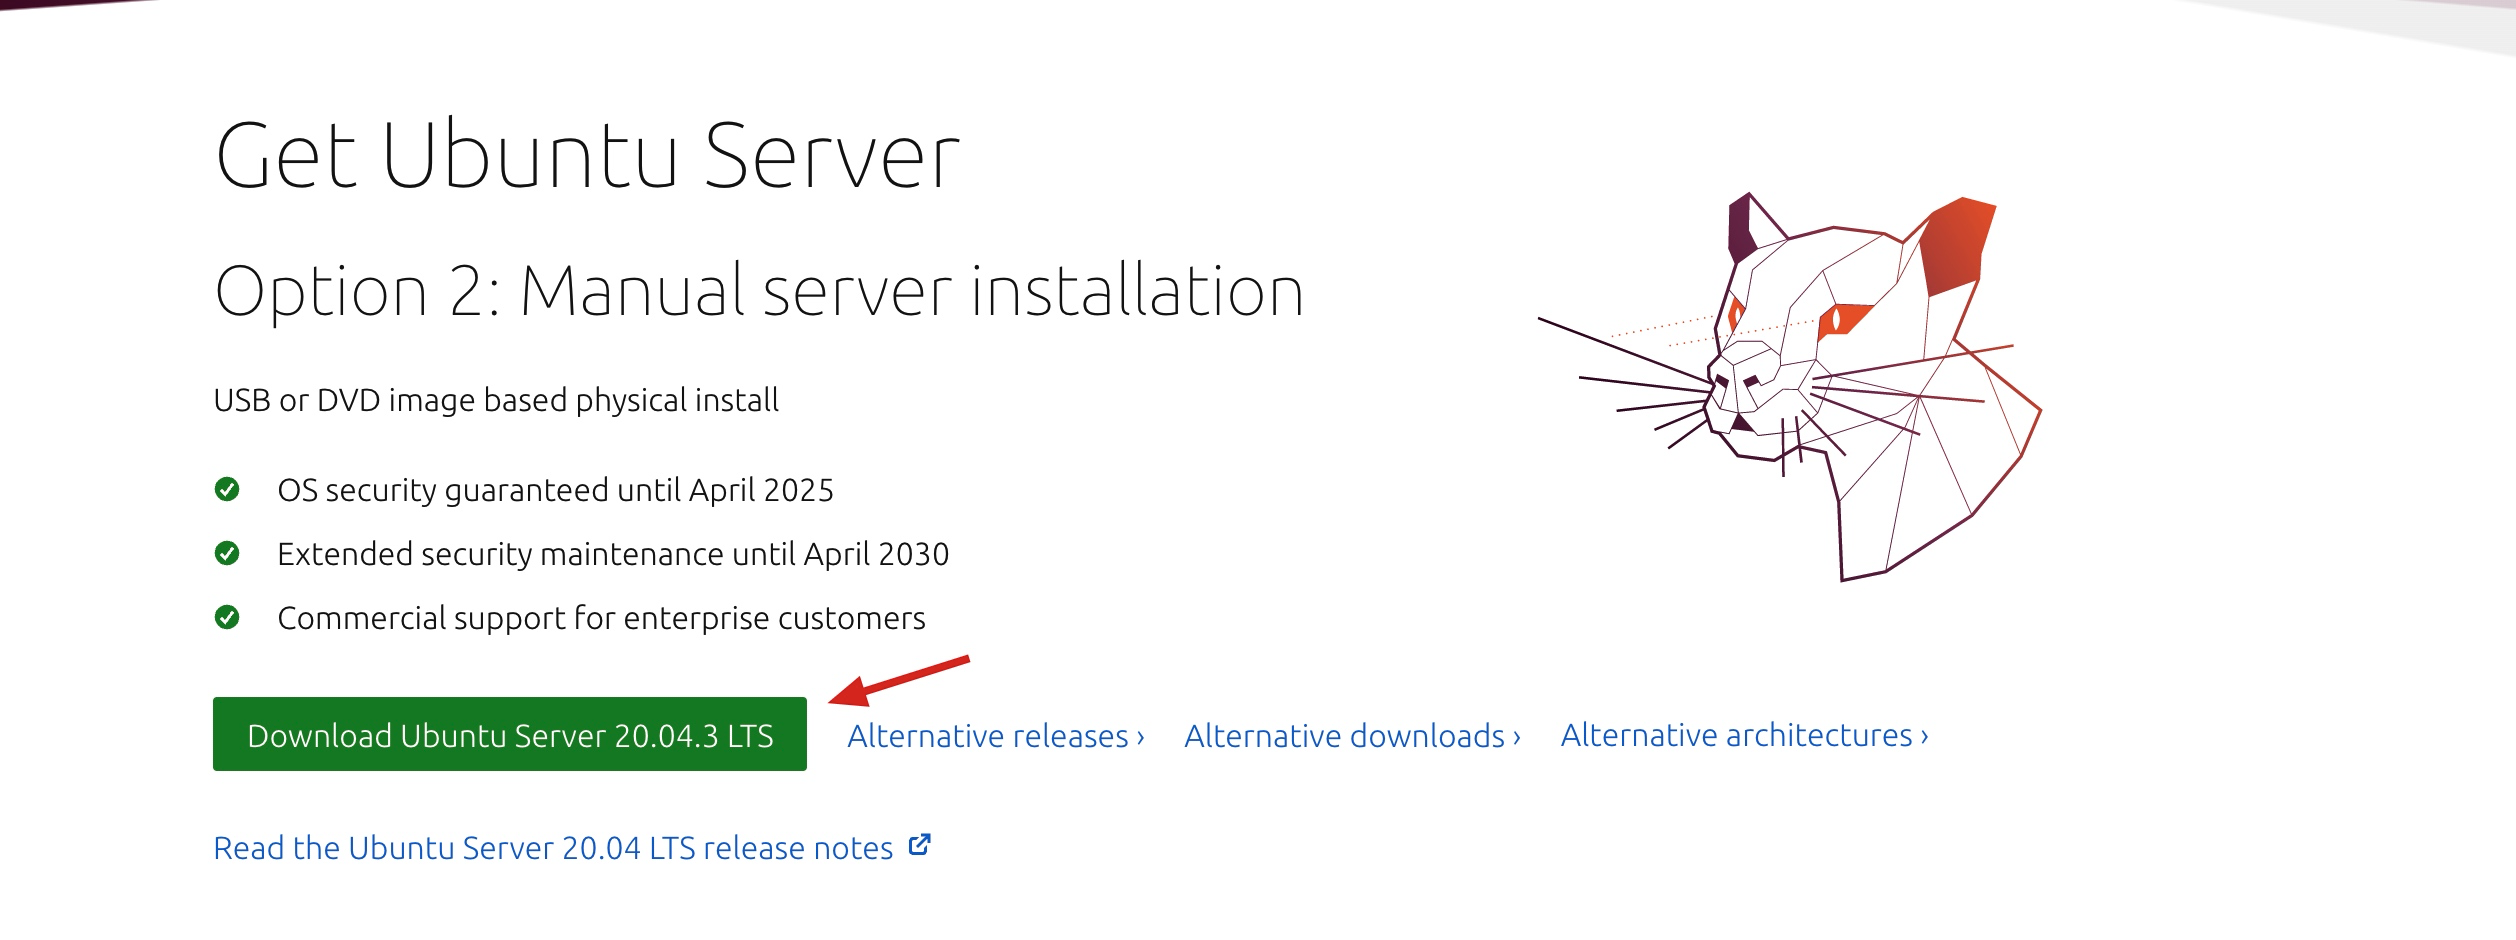 Get Ubuntu Server
Option 2: Manual server installation
USB or DVD image based physical install
OS security guaranteed until April 2025
Extended security maintenance until April 2030
Commercial support for enterprise customers
Download Ubuntu Server 20.04.3 LTS
Alternative releases ›
Alternative downloads ›
Alternative architectures ›
Read the Ubuntu Server 20.04 LTS release notes